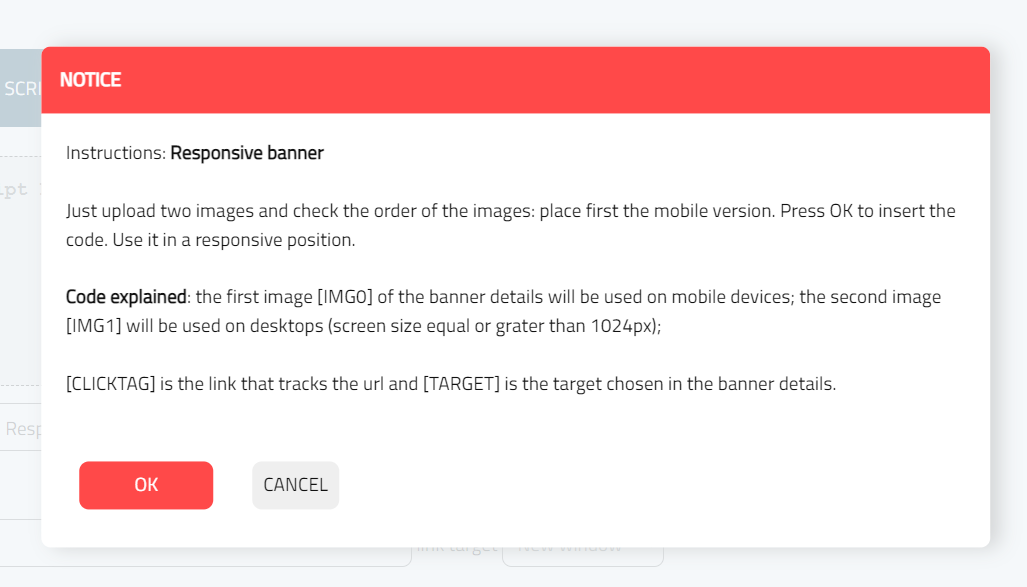 NOTICE
SCRI
Instructions: Responsive banner
Just upload two images and check the order of the images: place first the mobile version. Press OK to insert the
code. Use it in a responsive position.
Code explained: the first image [IMG0] of the banner details will be used on mobile devices; the second image
[IMG1] will be used on desktops (screen size equal or grater than 1024px);
[CLICKTAG] is the link that tracks the url and [TARGET] is the target chosen in the banner details.
Resp
OK
CANCEL
link target
New window